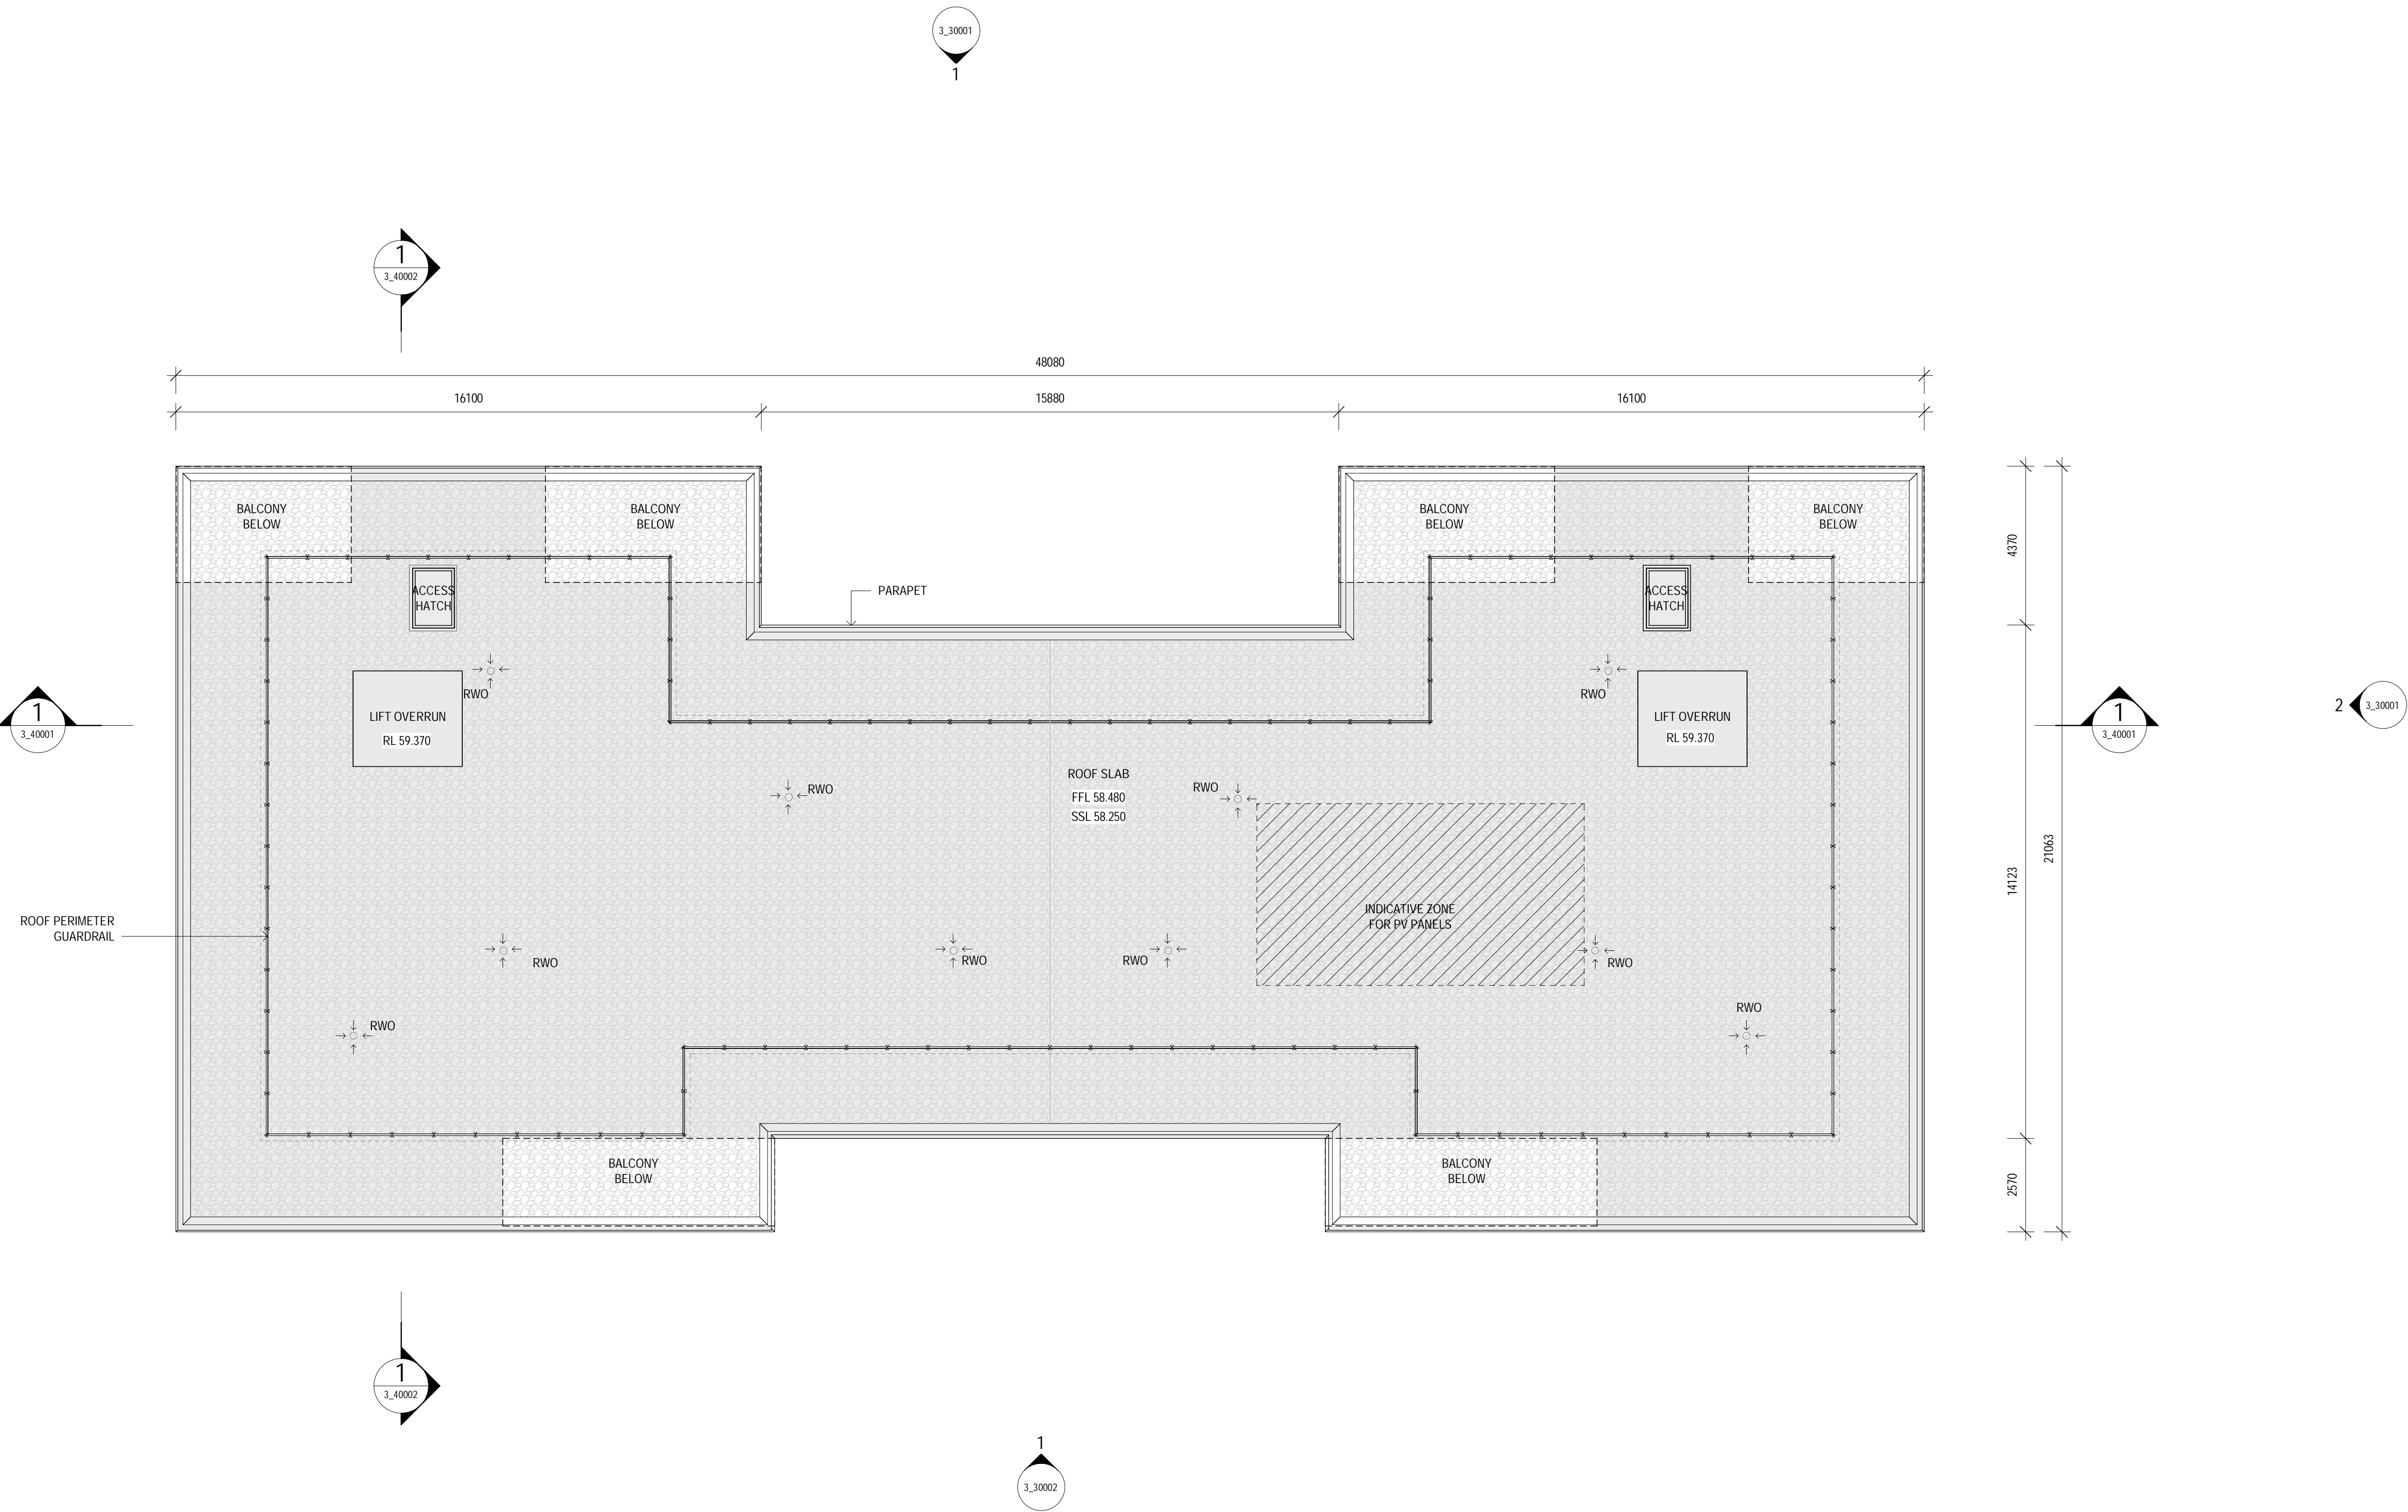 3_30001
1
1
3_40002
48080
16100
15880
16100
BALCONY
BELOW
BALCONY
BELOW
BALCONY
BELOW
BALCONY
BELOW
4370
ACCESS
HATCH
PARAPET
ACCESS
HATCH
RWO
RWO
1
3_40001
LIFT OVERRUN
RL 59.370
LIFT OVERRUN
RL 59.370
1
3_40001
2
3_30001
ROOF SLAB
FFL 58.480
SSL 58.250
RWO
RWO
21063
14123
INDICATIVE ZONE
FOR PV PANELS
ROOF PERIMETER
GUARDRAIL
RWO
RWO
RWO
RWO
RWO
RWO
BALCONY
BELOW
BALCONY
BELOW
2570
1
3_40002
1
3_30002